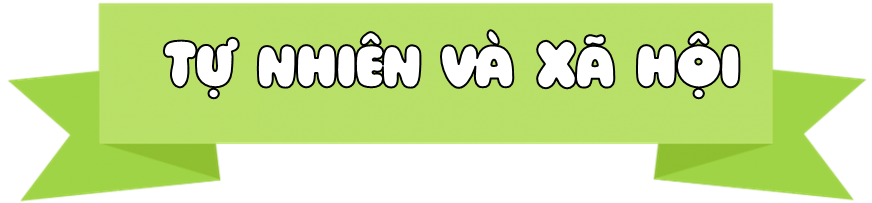 TỰ NHIÊN VÀ XÃ HỘI